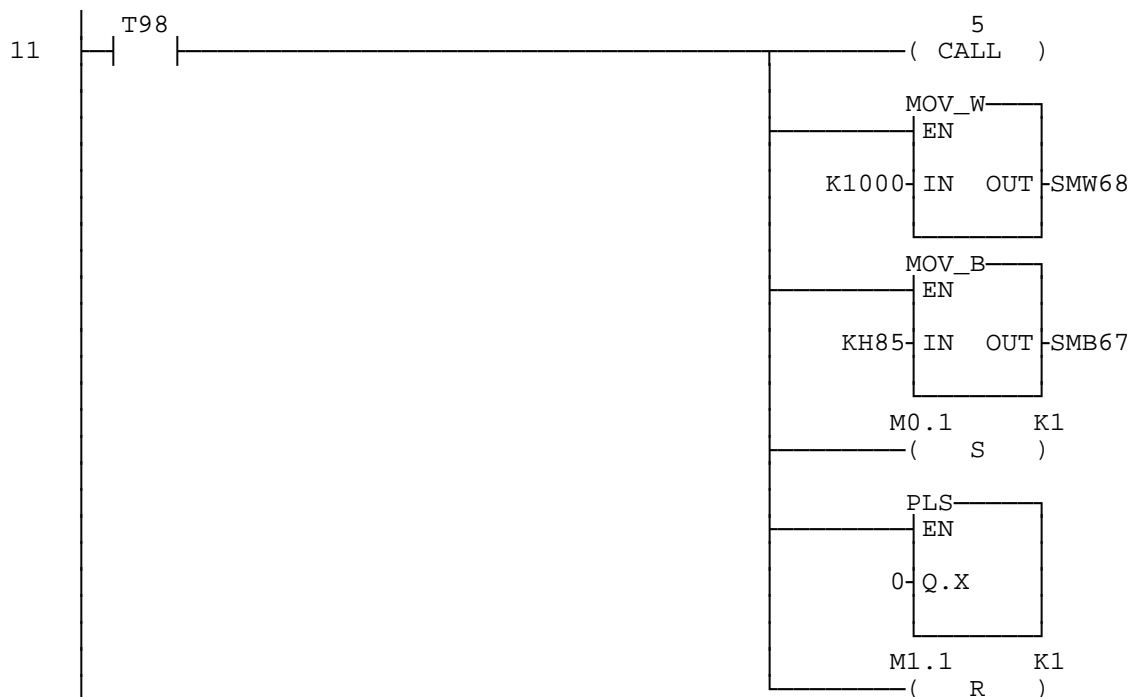 T98 5
11 ( CALL )
MOV_W
EN
K1000 IN OUT SMW68
MOV_B
EN
KH85 IN OUT SMB67
M0.1 K1
( S )
PLS
EN
0 Q.X
M1.1 K1
( R )